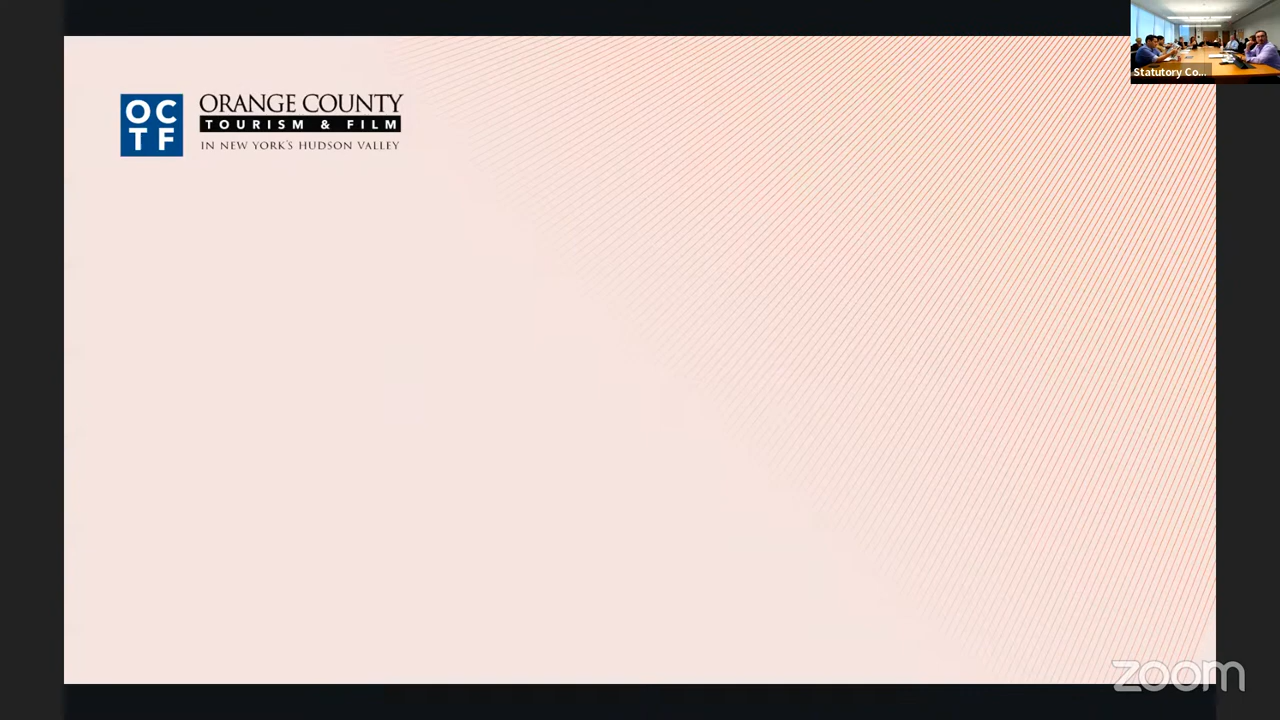 OC
TF
ORANGE COUNTY
TOURISM & FILM
IN NEW YORK'S HUDSON VALLEY
Statutory Co...
zoom